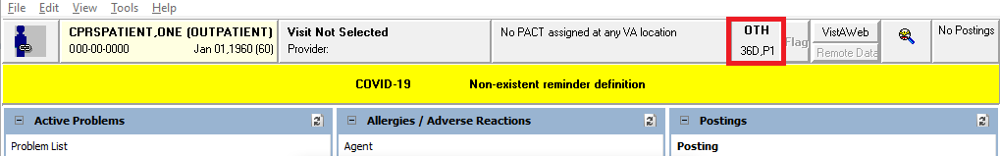 File Edit View Tools Help
CPRSPATIENT,ONE (OUTPATIENT) Visit Not Selected No PACT assigned at any VA location OTH Flag VistAWeb No Postings
000-00-0000 Jan 01,1960 (60) Provider: 36D,P1 Remote Data
COVID-19 Non-existent reminder definition
Active Problems Allergies / Adverse Reactions Postings
Problem List Agent Posting